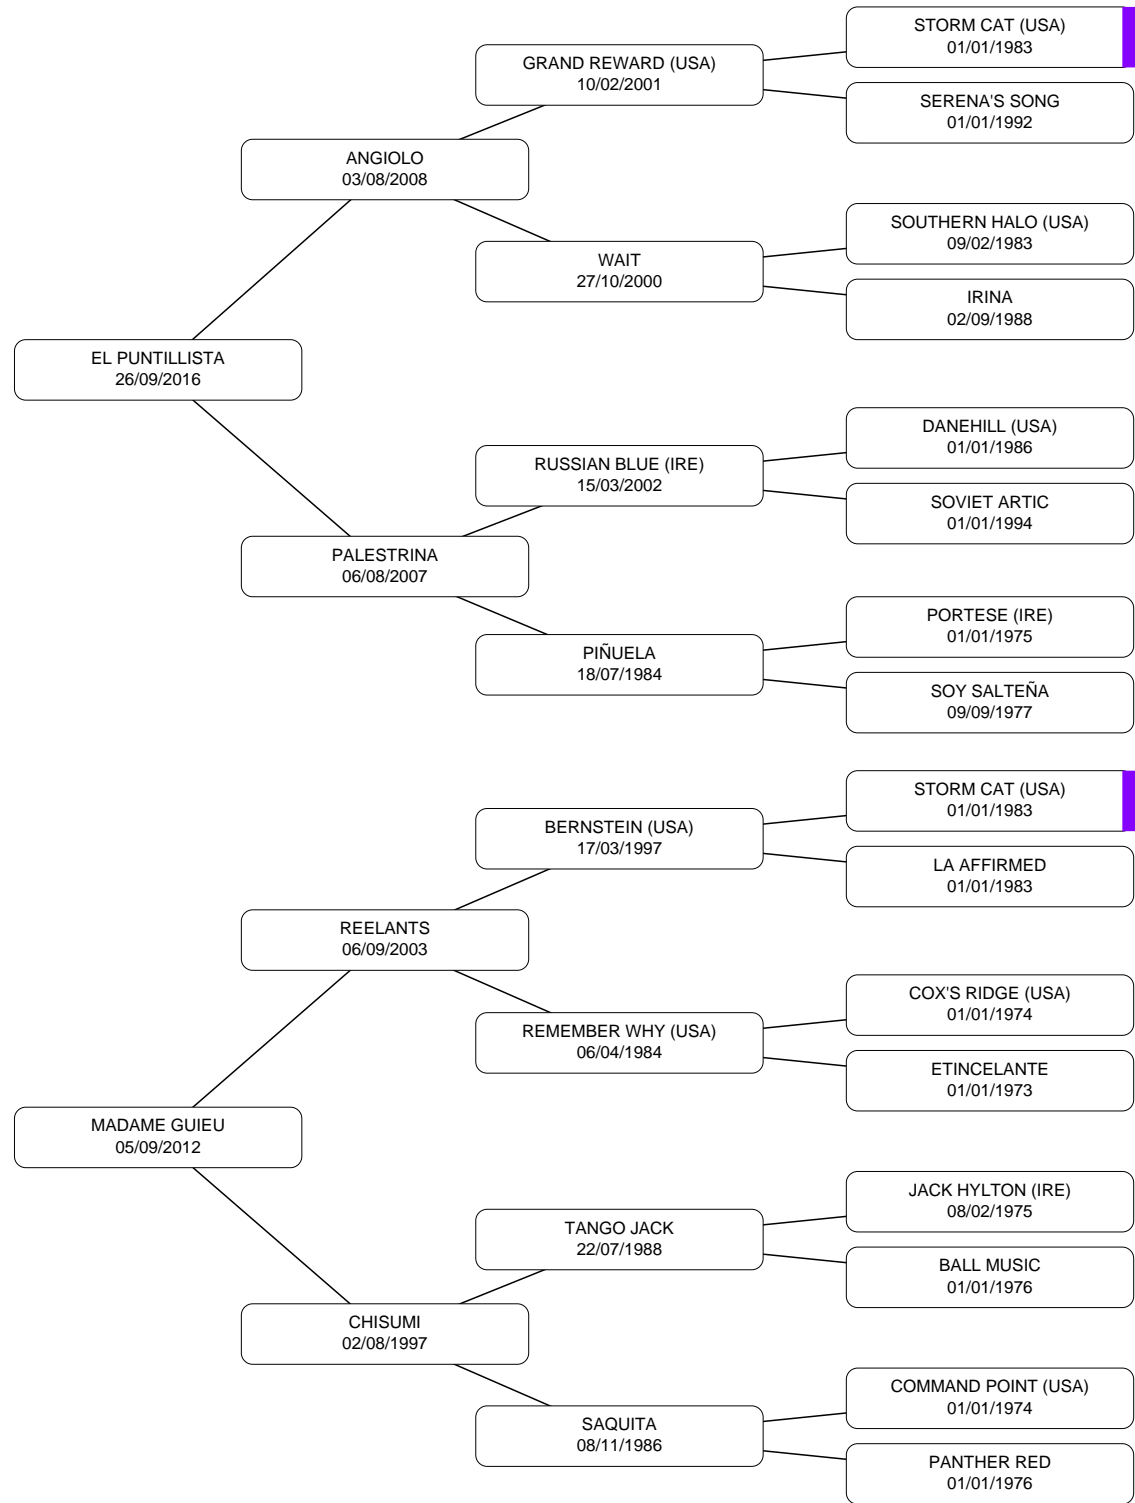 STORM CAT (USA)
01/01/1983
GRAND REWARD (USA)
10/02/2001
SERENA'S SONG
01/01/1992
ANGIOLO
03/08/2008
SOUTHERN HALO (USA)
09/02/1983
WAIT
27/10/2000
IRINA
02/09/1988
EL PUNTILLISTA
26/09/2016
DANEHILL (USA)
01/01/1986
RUSSIAN BLUE (IRE)
15/03/2002
SOVIET ARTIC
01/01/1994
PALESTRINA
06/08/2007
PORTESE (IRE)
01/01/1975
PIÑUELA
18/07/1984
SOY SALTEÑA
09/09/1977
STORM CAT (USA)
01/01/1983
BERNSTEIN (USA)
17/03/1997
LA AFFIRMED
01/01/1983
REELANTS
06/09/2003
COX'S RIDGE (USA)
01/01/1974
REMEMBER WHY (USA)
06/04/1984
ETINCELANTE
01/01/1973
MADAME GUIEU
05/09/2012
JACK HYLTON (IRE)
08/02/1975
TANGO JACK
22/07/1988
BALL MUSIC
01/01/1976
CHISUMI
02/08/1997
COMMAND POINT (USA)
01/01/1974
SAQUITA
08/11/1986
PANTHER RED
01/01/1976